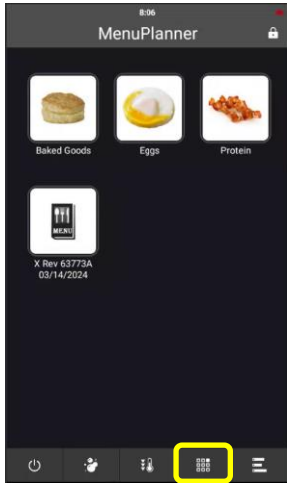 8:06
MenuPlanner
Baked Goods
Eggs
Protein
MENU
X Rev 63773A
03/14/2024